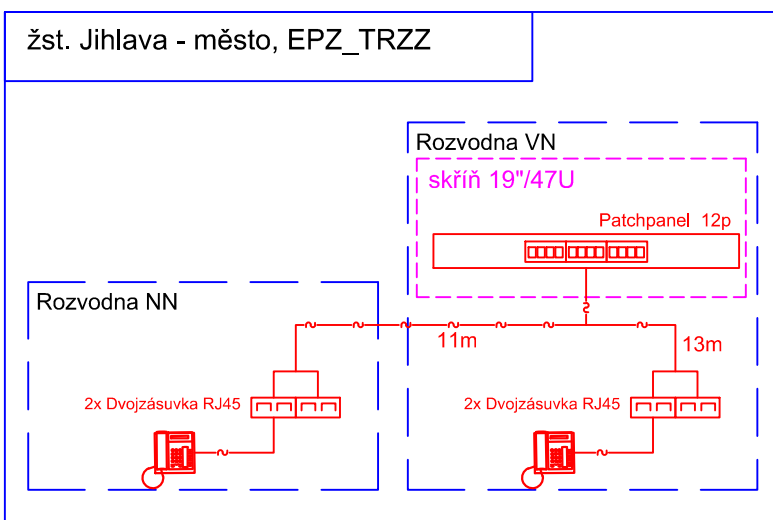 žst. Jihlava - město, EPZ_TRZZ
Rozvodna VN
skříň 19"/47U
Patchpanel 12p
Rozvodna NN
11m
13m
2x Dvojzásuvka RJ45
2x Dvojzásuvka RJ45